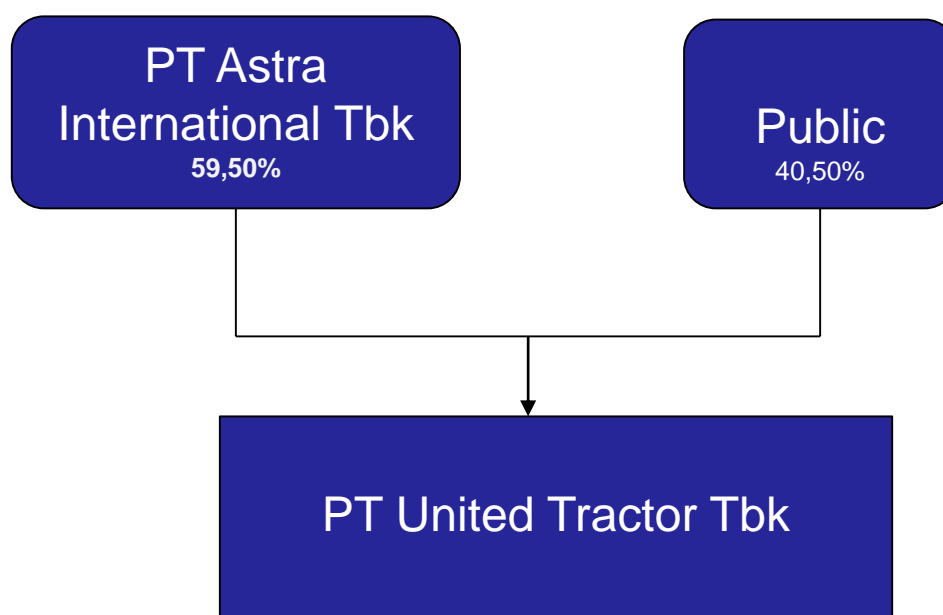 PT Astra
International Tbk
59,50%
Public
40,50%
PT United Tractor Tbk